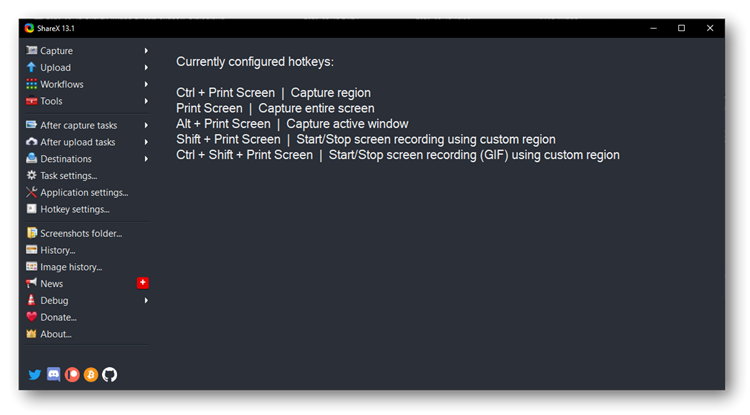 ShareX 13.1
Capture
Upload
Workflows
Tools
After capture tasks
After upload tasks
Destinations
Task settings...
Application settings...
Hotkey settings...
Screenshots folder...
History...
Image history...
News
Debug
Donate...
About...
Currently configured hotkeys:
Ctrl + Print Screen | Capture region
Print Screen | Capture entire screen
Alt + Print Screen | Capture active window
Shift + Print Screen | Start/Stop screen recording using custom region
Ctrl + Shift + Print Screen | Start/Stop screen recording (GIF) using custom region